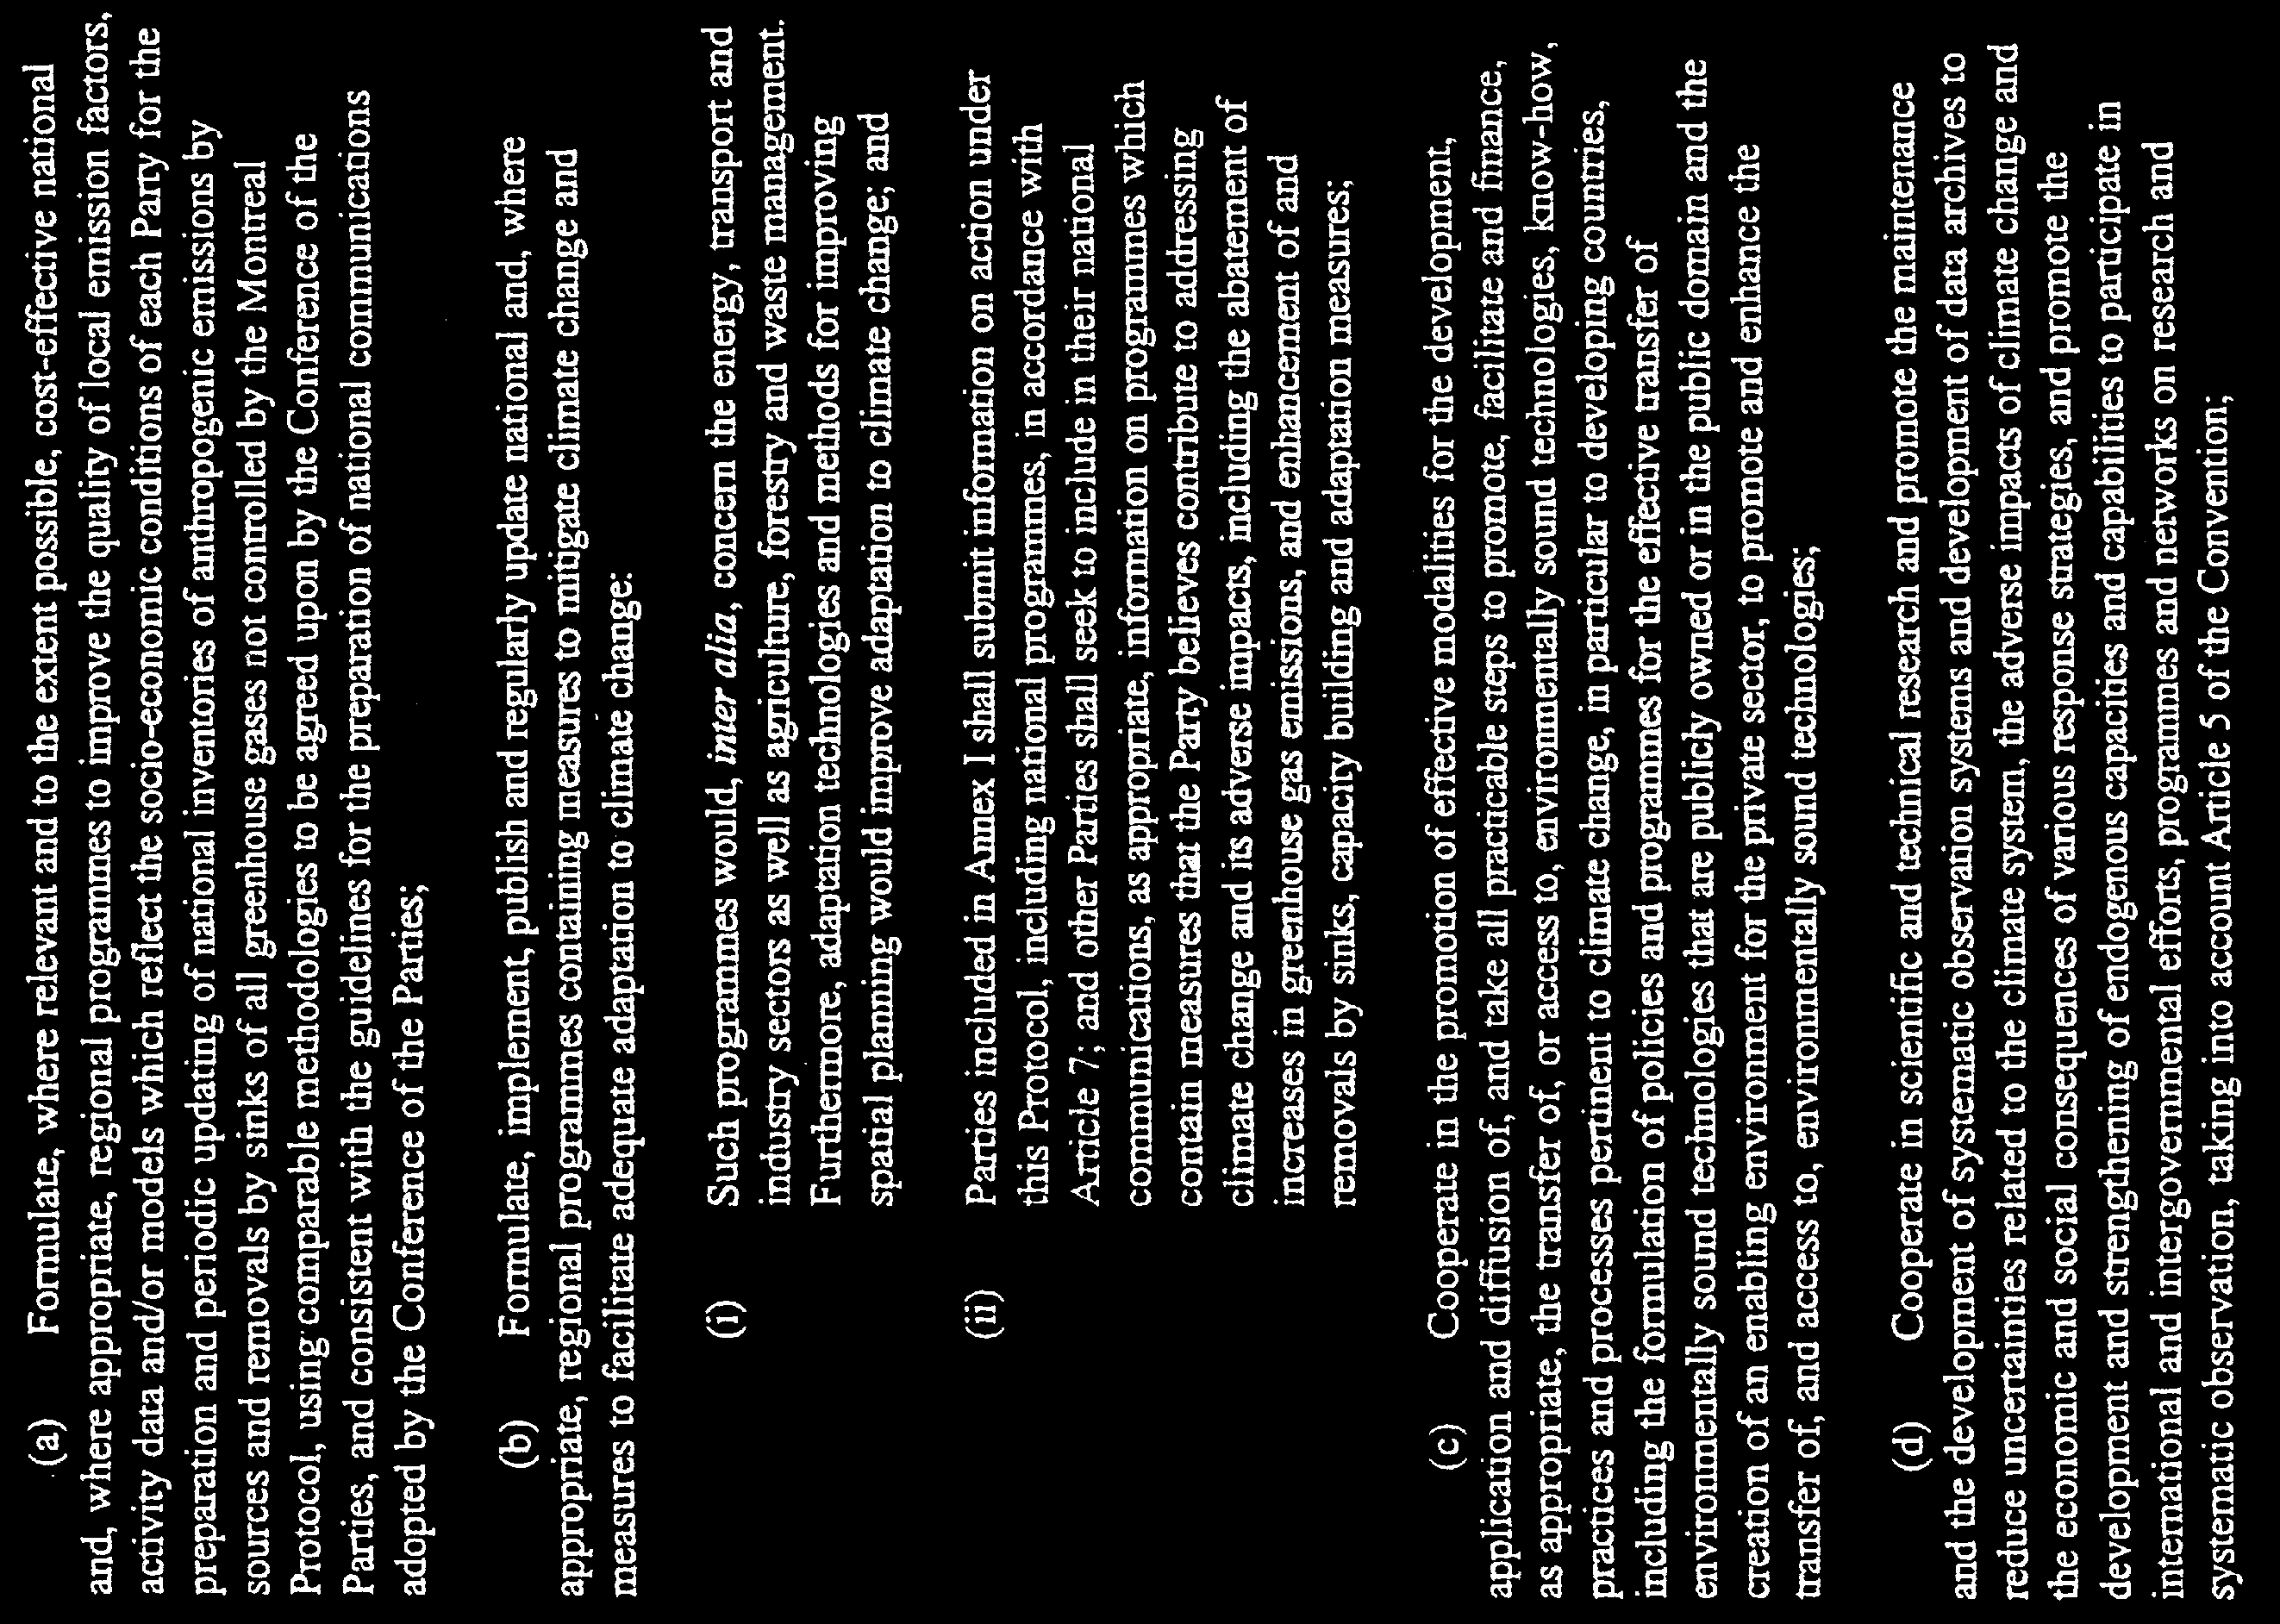 (a) Formulate, where relevant and to the extent possible, cost-effective national
and, where appropriate, regional programmes to improve the quality of local emission factors,
activity data and/or models which reflect the socio-economic conditions of each Party for the
preparation and periodic updating of national inventories of anthropogenic emissions by
sources and removals by sinks of all greenhouse gases not controlled by the Montreal
Protocol, using comparable methodologies to be agreed upon by the Conference of the
Parties, and consistent with the guidelines for the preparation of national communications
adopted by the Conference of the Parties;
(b) Formulate, implement, publish and regularly update national and, where
appropriate, regional programmes containing measures to mitigate climate change and
measures to facilitate adequate adaptation to climate change:
(i) Such programmes would, inter alia, concern the energy, transport and
industry sectors as well as agriculture, forestry and waste management.
Furthermore, adaptation technologies and methods for improving
spatial planning would improve adaptation to climate change; and
(ii) Parties included in Annex I shall submit information on action under
this Protocol, including national programmes, in accordance with
Article 7; and other Parties shall seek to include in their national
communications, as appropriate, information on programmes which
contain measures that the Party believes contribute to addressing
climate change and its adverse impacts, including the abatement of
increases in greenhouse gas emissions, and enhancement of and
removals by sinks, capacity building and adaptation measures;
(c) Cooperate in the promotion of effective modalities for the development,
application and diffusion of, and take all practicable steps to promote, facilitate and finance,
as appropriate, the transfer of, or access to, environmentally sound technologies, know-how,
practices and processes pertinent to climate change, in particular to developing countries,
including the formulation of policies and programmes for the effective transfer of
environmentally sound technologies that are publicly owned or in the public domain and the
creation of an enabling environment for the private sector, to promote and enhance the
transfer of, and access to, environmentally sound technologies;
(d) Cooperate in scientific and technical research and promote the maintenance
and the development of systematic observation systems and development of data archives to
reduce uncertainties related to the climate system, the adverse impacts of climate change and
the economic and social consequences of various response strategies, and promote the
development and strengthening of endogenous capacities and capabilities to participate in
international and intergovernmental efforts, programmes and networks on research and
systematic observation, taking into account Article 5 of the Convention;